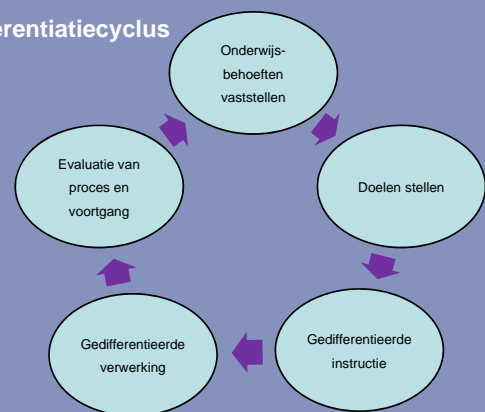 erentiatiecyclus
Onderwijs-
behoeften
vaststellen
Doelen stellen
Gedifferentieerde
instructie
Gedifferentieerde
verwerking
Evaluatie van
proces en
voortgang